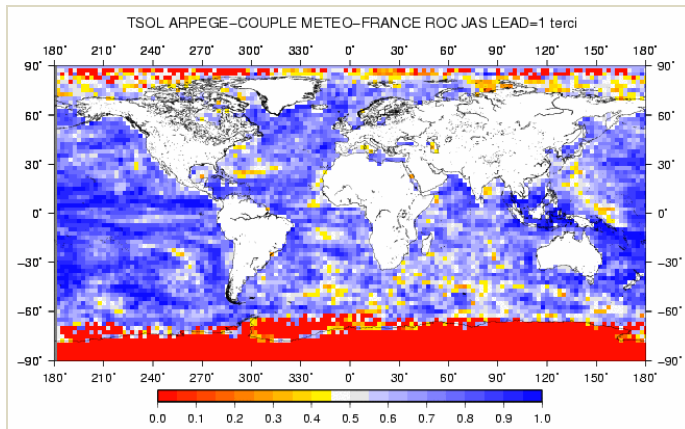 TSOL ARPEGE-COUPLE METEO-FRANCE ROC JAS LEAD=1 terci
180° 210° 240° 270° 300° 330° 0° 30° 60° 90° 120° 150° 180°
90° 90°
60° 60°
30° 30°
0° 0°
-30° -30°
-60° -60°
-90° -90°
180° 210° 240° 270° 300° 330° 0° 30° 60° 90° 120° 150° 180°
0.0 0.1 0.2 0.3 0.4 0.5 0.6 0.7 0.8 0.9 1.0